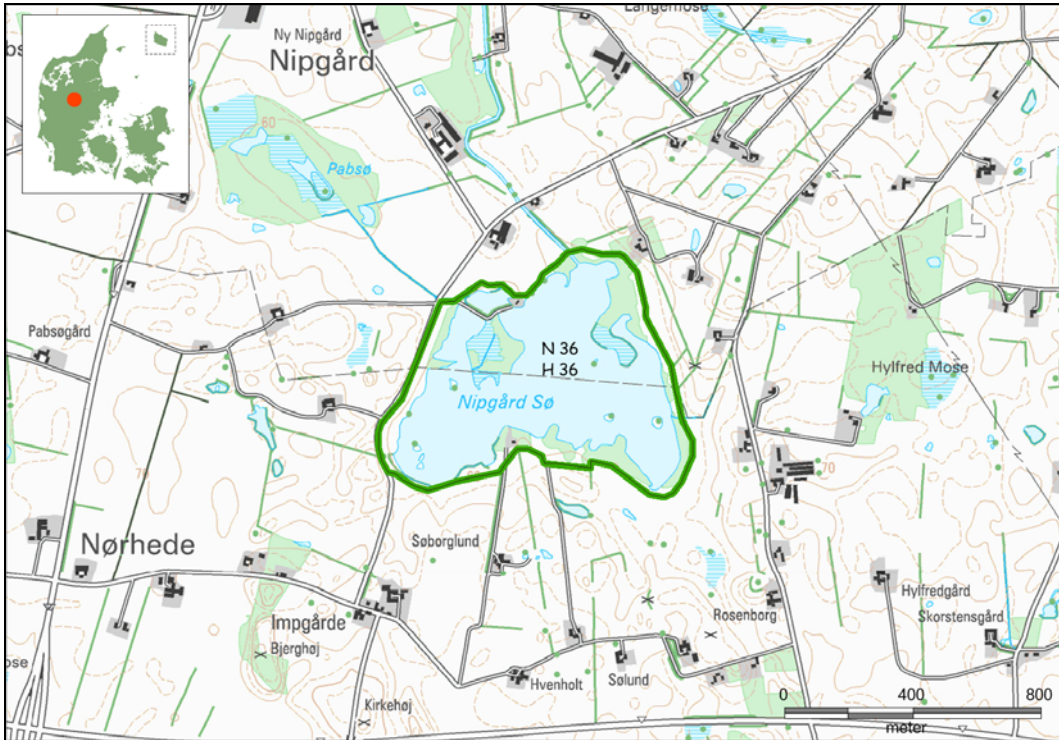 Langemose
Ny Nipgård
Nipgård
60
Pabsø
Pabsøgård
N 36
H 36
Hylfred Mose
Nipgård Sø
70
70
Nørhede
Søborglund
Impgårde
Bjerghøj
Rosenborg
Hylfredgård
Skorstensgård
Hvenholt
Sølund
Kirkehøj
0 400 800
meter